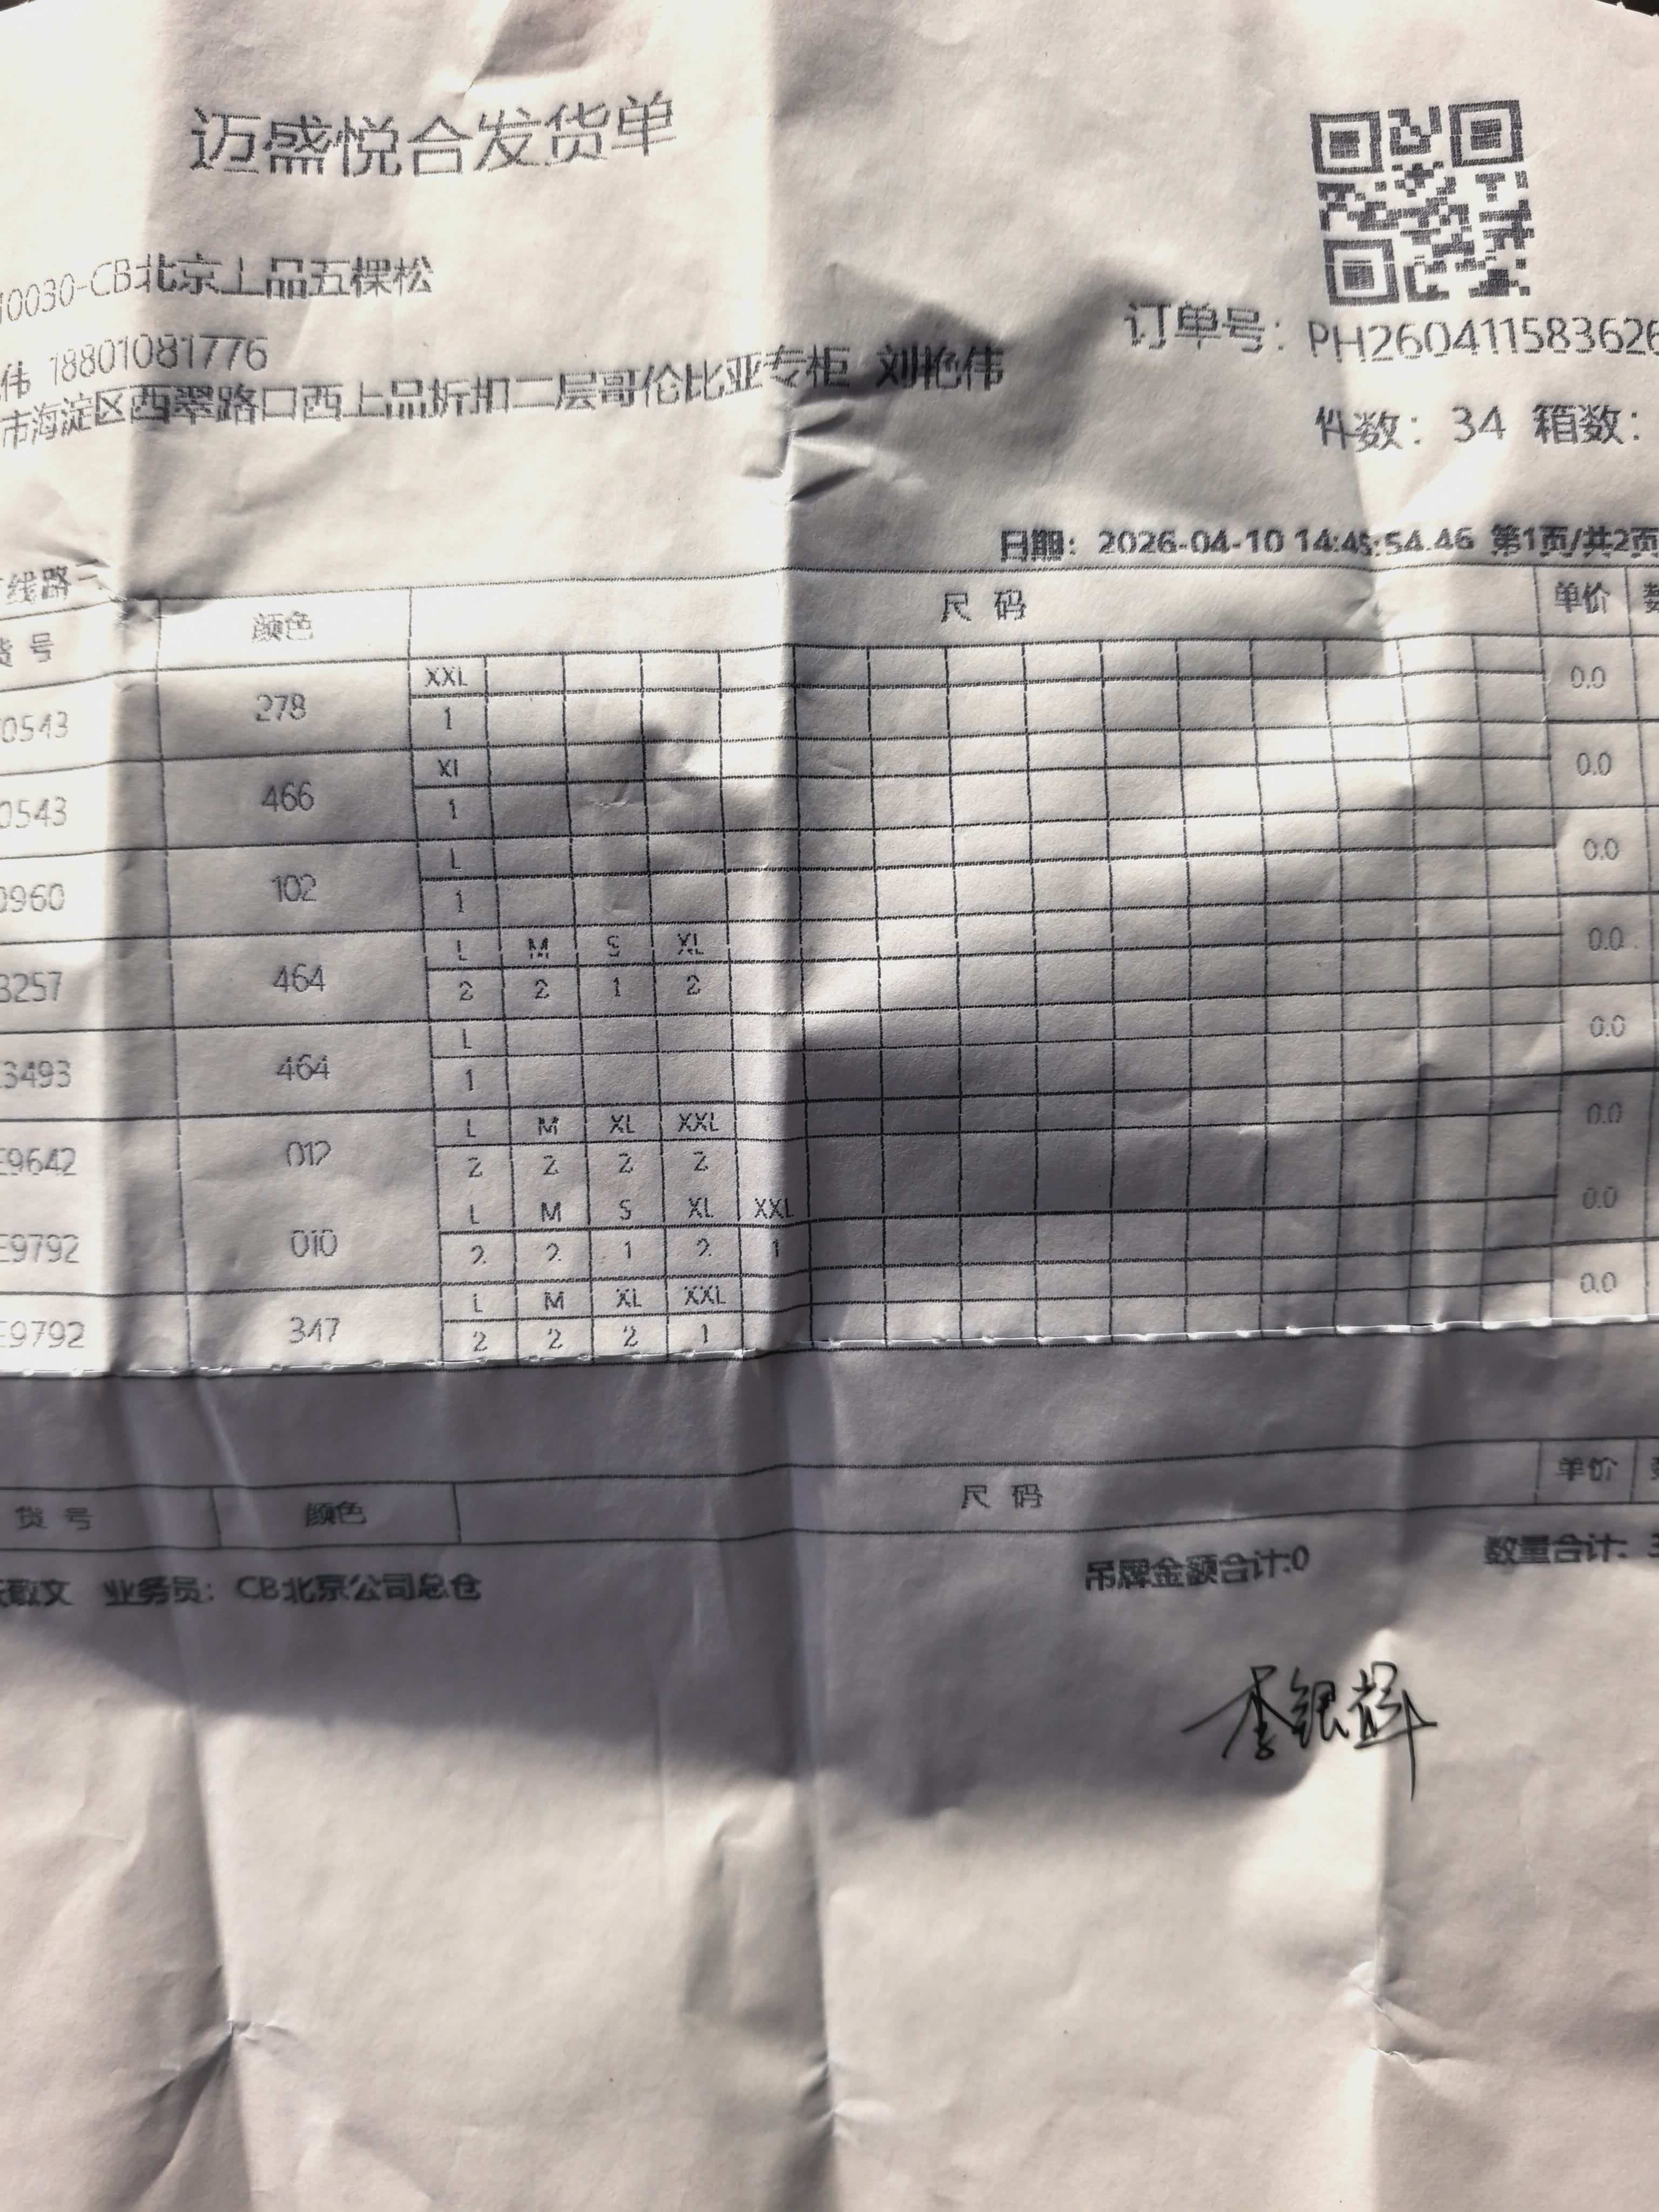 迈盛悦合发货单
10030-CB北京上品五棵松
订单号：PH26041158362
伟 18801081776
市海淀区西翠路口西上品折扣二层哥伦比亚专柜 刘艳伟
件数：34 箱数：
日期：2026-04-10 14:45:54.46 第1页/共2页
线路
货号 颜色 尺码 单价
0543 278 XXL 0.0
1
0543 466 XL 0.0
1
0960 102 L 0.0
1
3257 464 L M S XL 0.0
2 2 1 2
3493 464 L 0.0
1
E9642 012 L M XL XXL 0.0
2 2 2 2
E9792 010 L M S XL XXL 0.0
2 2 1 2 1
E9792 347 L M XL XXL 0.0
2 2 2 1
货号 颜色 尺码 单价
敬文 业务员：CB北京公司总仓 吊牌金额合计:0 数量合计: 3
李银辉